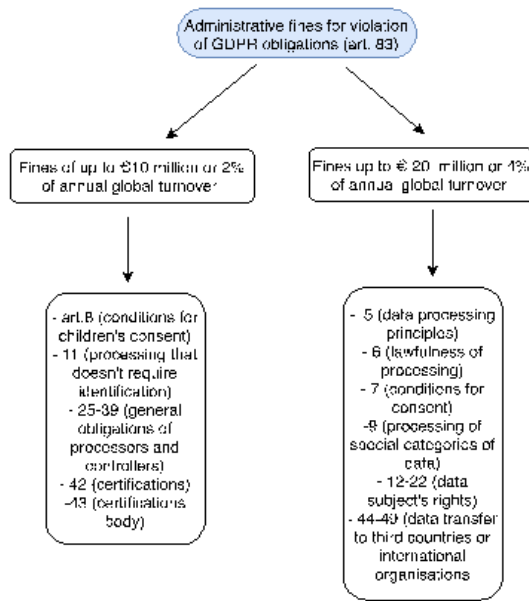 Administrative fines for violation
of GDPR obligations (art. 83)
Fines of up to €10 million or 2%
of annual global turnover
Fines up to € 20 million or 4%
of annual global turnover
- art.8 (conditions for
children's consent)
- 11 (processing that
doesn't require
identification)
- 25-39 (general
obligations of
processors and
controllers)
- 42 (certifications)
-43 (certifications
body)
- 5 (data processing
principles)
- 6 (lawfulness of
processing)
- 7 (conditions for
consent)
-9 (processing of
special categories of
data)
- 12-22 (data
subject's rights)
- 44-49 (data transfer
to third countries or
international
organisations